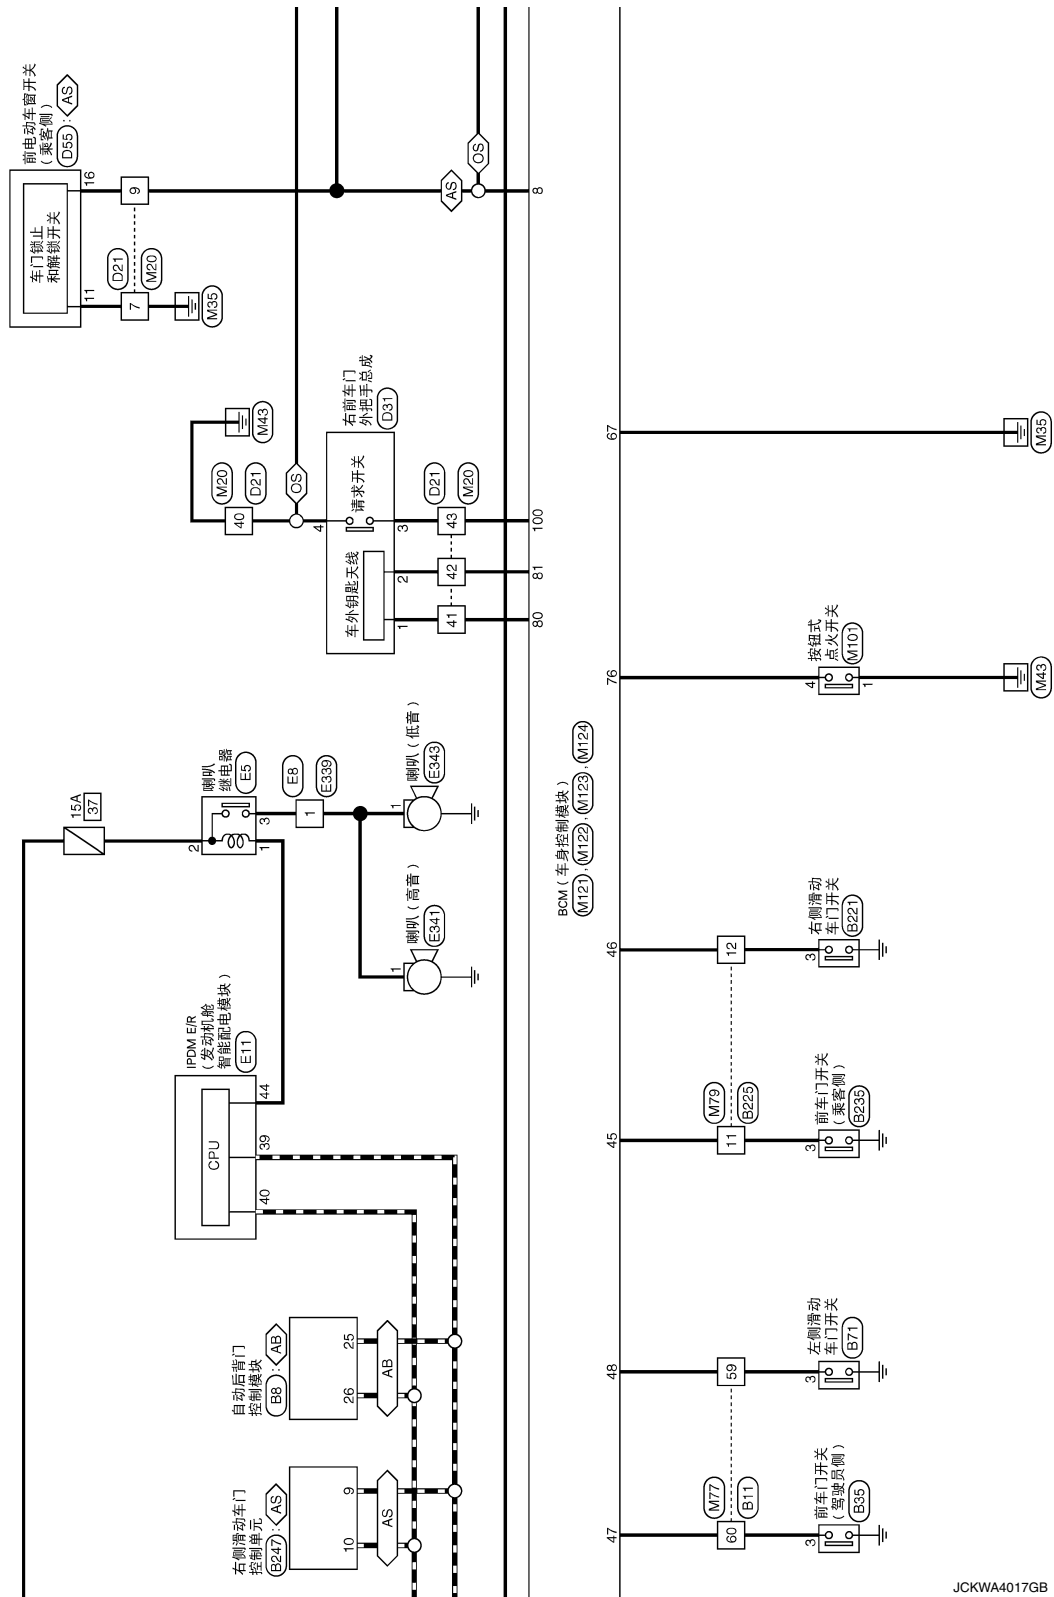 前电动车窗开关
（乘客侧）
D55 : AS
车门锁止
和解锁开关
11
16
7
9
D21
M20
M35
AS
OS
8
M43
M20
D21
40
OS
右前车门
外把手总成
D31
车外钥匙天线
请求开关
4
1
2
3
41
42
43
D21
M20
80
81
100
15A
37
喇叭
继电器
E5
2
1
3
E8
E339
1
喇叭（高音）
E341
1
喇叭（低音）
E343
1
IPDM E/R
（发动机舱
智能配电模块）
E11
CPU
40
39
44
自动后背门
控制模块
B8 : AB
26
25
AB
右侧滑动车门
控制单元
B247 : AS
10
9
AS
BCM（车身控制模块）
M121 , M122 , M123 , M124
47
48
45
46
76
67
M77
B11
60
59
M79
B225
11
12
3
前车门开关
（驾驶员侧）
B35
3
左侧滑动
车门开关
B71
3
前车门开关
（乘客侧）
B235
3
右侧滑动
车门开关
B221
4
1
按钮式
点火开关
M101
M43
M35
JCKWA4017GB